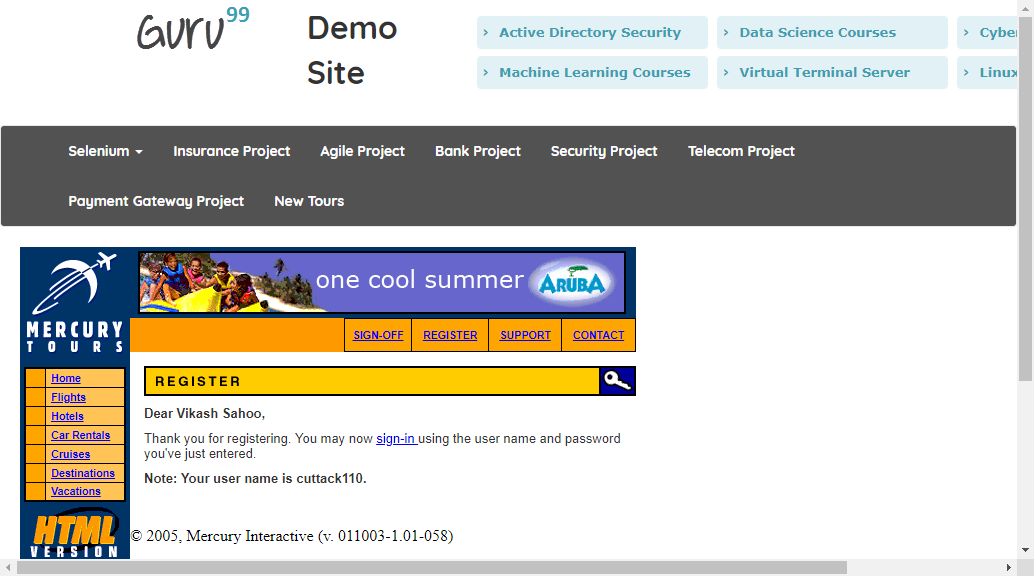 Guru99
Demo
Site
Active Directory Security
Data Science Courses
Cyber
Machine Learning Courses
Virtual Terminal Server
Linux
Selenium
Insurance Project
Agile Project
Bank Project
Security Project
Telecom Project
Payment Gateway Project
New Tours
MERCURY
TOURS
one cool summer
ARUBA
SIGN-OFF
REGISTER
SUPPORT
CONTACT
Home
Flights
Hotels
Car Rentals
Cruises
Destinations
Vacations
HTML
VERSION
REGISTER
Dear Vikash Sahoo,
Thank you for registering. You may now sign-in using the user name and password
you've just entered.
Note: Your user name is cuttack110.
© 2005, Mercury Interactive (v. 011003-1.01-058)